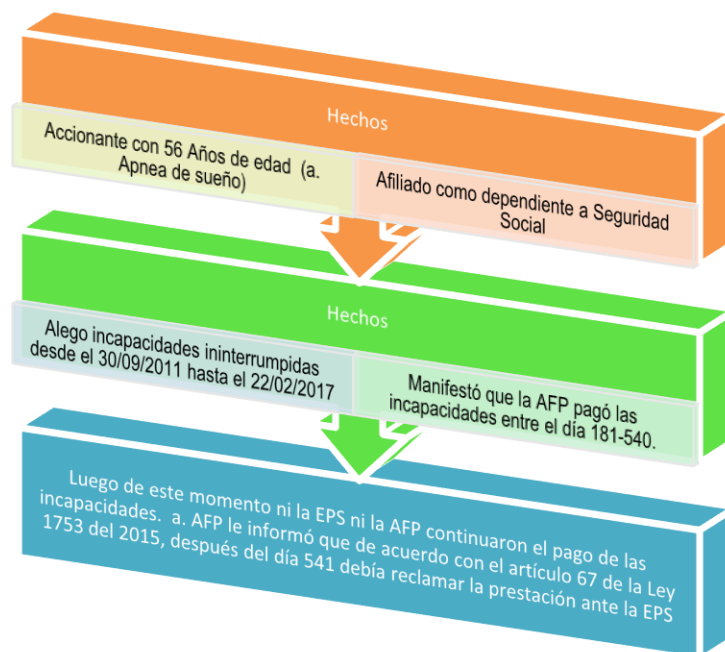 Hechos
Accionante con 56 Años de edad (a.
Apnea de sueño)
Afiliado como dependiente a Seguridad
Social
Hechos
Alego incapacidades ininterrumpidas
desde el 30/09/2011 hasta el 22/02/2017
Manifestó que la AFP pagó las
incapacidades entre el día 181-540.
Luego de este momento ni la EPS ni la AFP continuaron el pago de las
incapacidades. a. AFP le informó que de acuerdo con el artículo 67 de la Ley
1753 del 2015, después del día 541 debía reclamar la prestación ante la EPS